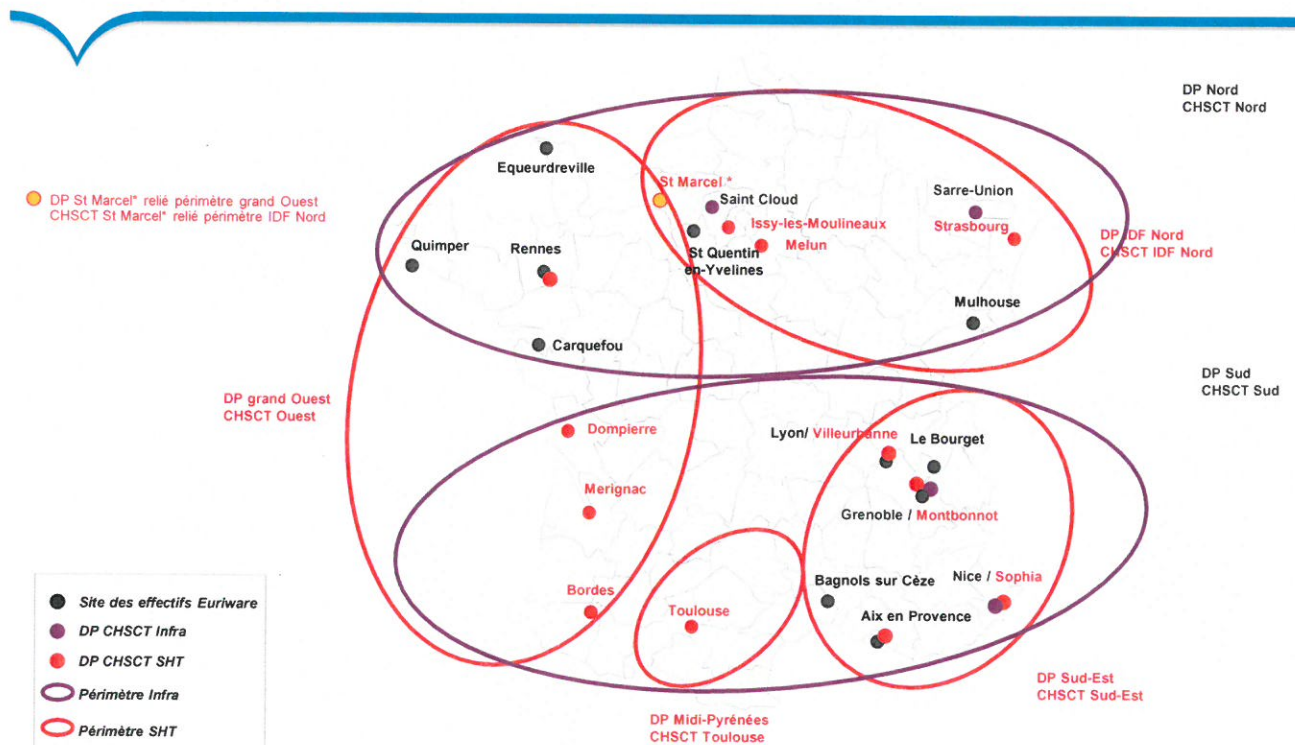 DP Nord
CHSCT Nord
Equeurdreville
St Marcel *
DP St Marcel* relié périmètre grand Ouest
CHSCT St Marcel* relié périmètre IDF Nord
Saint Cloud
Sarre-Union
Issy-les-Moulineaux
Strasbourg
Melun
Quimper
Rennes
St Quentin
en-Yvelines
DP IDF Nord
CHSCT IDF Nord
Mulhouse
Carquefou
DP Sud
CHSCT Sud
DP grand Ouest
CHSCT Ouest
Dompierre
Lyon/ Villeurbanne
Le Bourget
Merignac
Grenoble / Montbonnot
Bagnols sur Cèze
Nice / Sophia
Bordes
Toulouse
Aix en Provence
Site des effectifs Euriware
DP CHSCT Infra
DP CHSCT SHT
Périmètre Infra
Périmètre SHT
DP Sud-Est
CHSCT Sud-Est
DP Midi-Pyrénées
CHSCT Toulouse